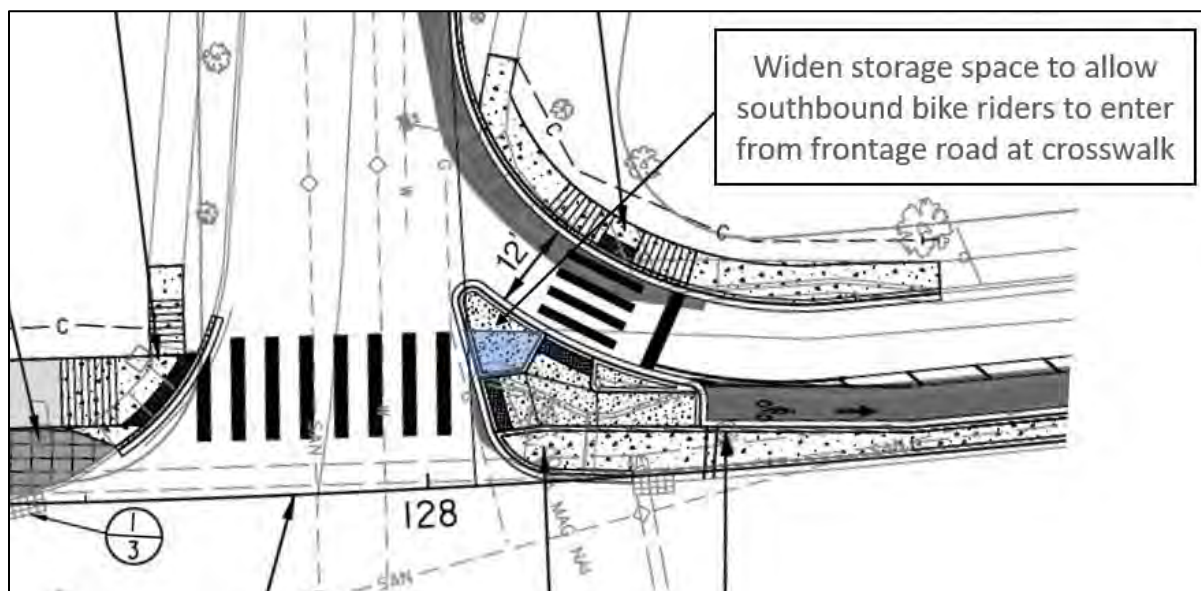 Widen storage space to allow
southbound bike riders to enter
from frontage road at crosswalk
C
C
G
W
G
12'
C
W
SAN
128
1
3
SAN
MAG NAI